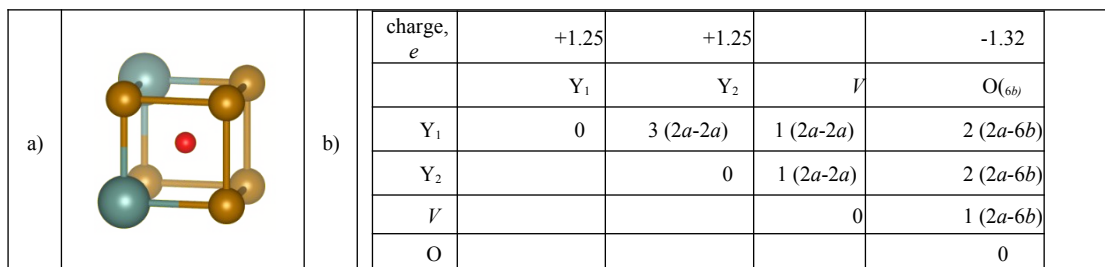 a)
b)
charge, e +1.25 +1.25 -1.32
Y₁ Y₂ V O(6b)
Y₁ 0 3 (2a-2a) 1 (2a-2a) 2 (2a-6b)
Y₂ 0 1 (2a-2a) 2 (2a-6b)
V 0 1 (2a-6b)
O 0